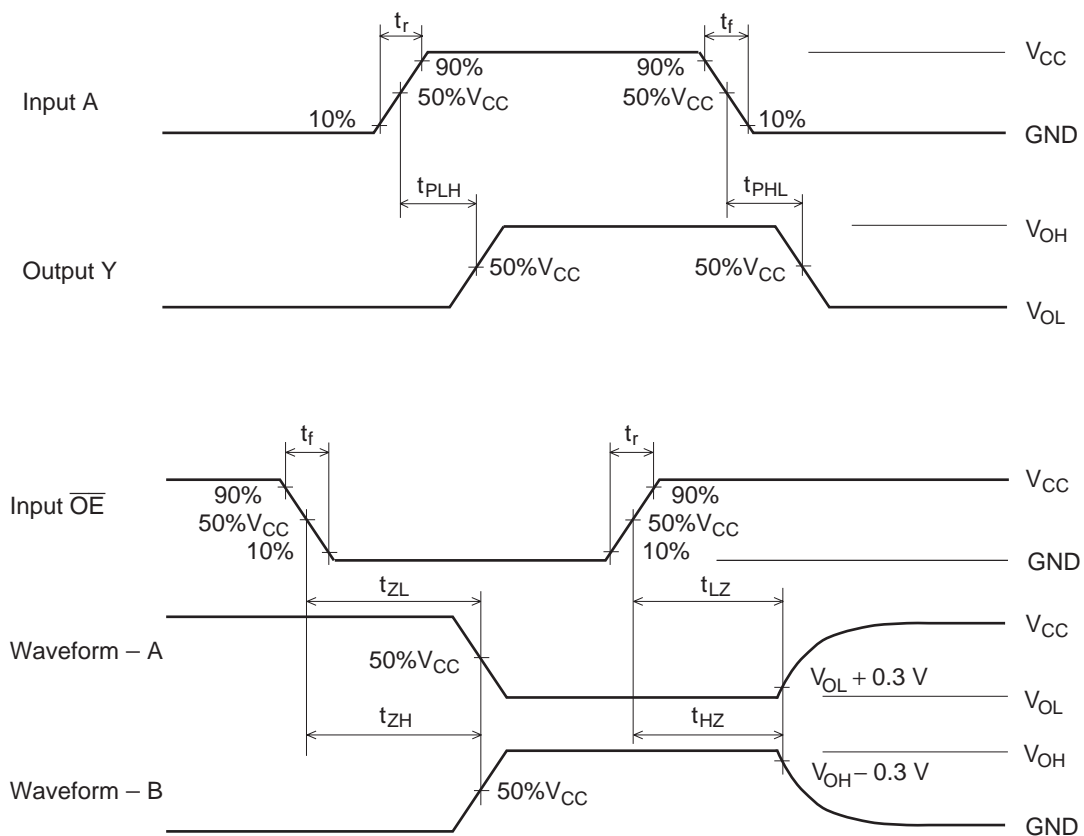 tr
tf
VCC
90%
90%
Input A
50%VCC
50%VCC
10%
10%
GND
tPLH
tPHL
VOH
Output Y
50%VCC
50%VCC
VOL
tf
tr
VCC
Input O̅E̅
90%
90%
50%VCC
50%VCC
10%
10%
GND
tZL
tLZ
VCC
Waveform – A
50%VCC
VOL + 0.3 V
VOL
tZH
tHZ
VOH
VOH – 0.3 V
Waveform – B
50%VCC
GND